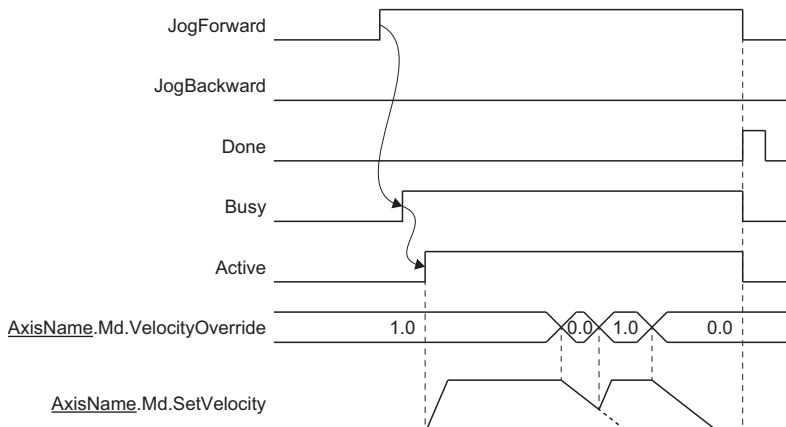 JogForward
JogBackward
Done
Busy
Active
AxisName.Md.VelocityOverride 1.0 0.0 1.0 0.0
AxisName.Md.SetVelocity